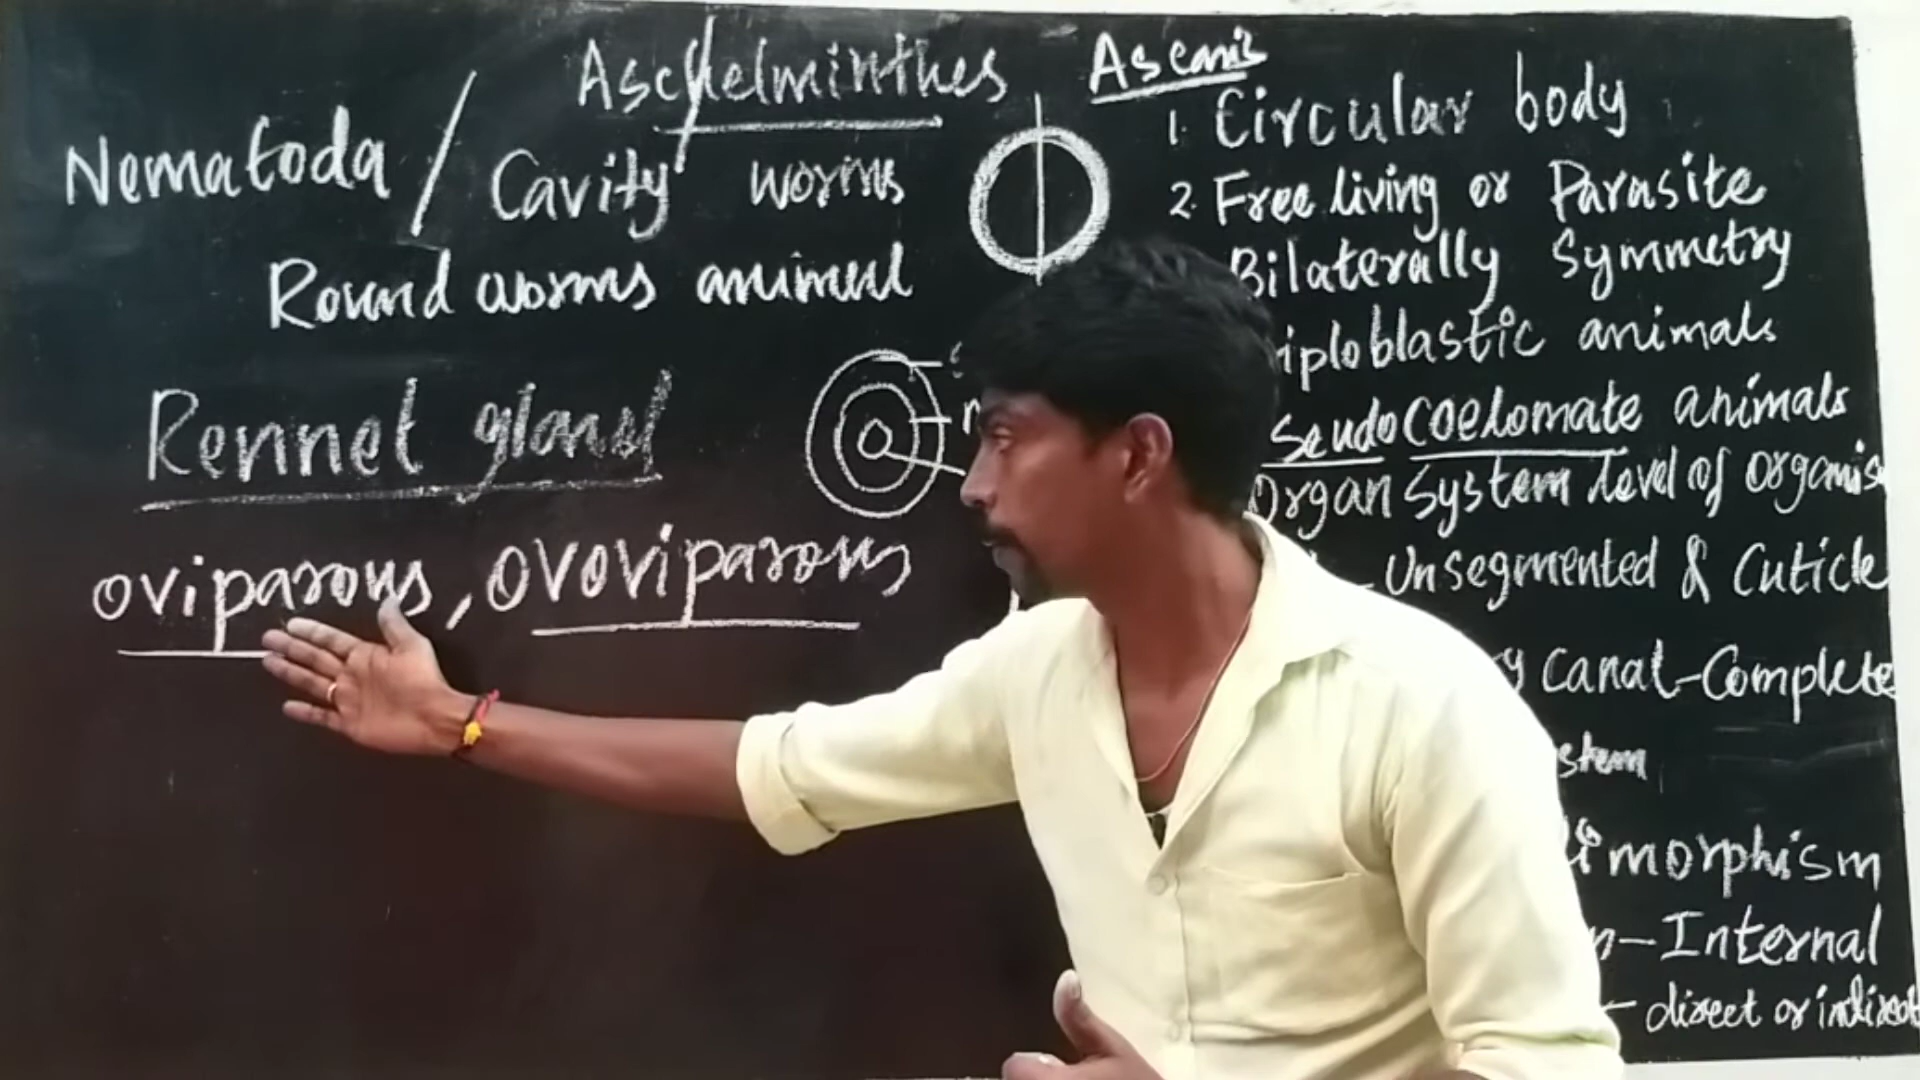 Aschelminthes
Nematoda / Cavity worms
Round worms animal
Rennet gland
oviparous, ovoviparous
Ascaris
1. Circular body
2. Free living or Parasite
Bilaterally Symmetry
iploblastic animals
seudocoelomate animals
Organ System level of organis
Unsegmented & Cuticle
y Canal-Complete
stem
dimorphism
n-Internal
- direct or indirect